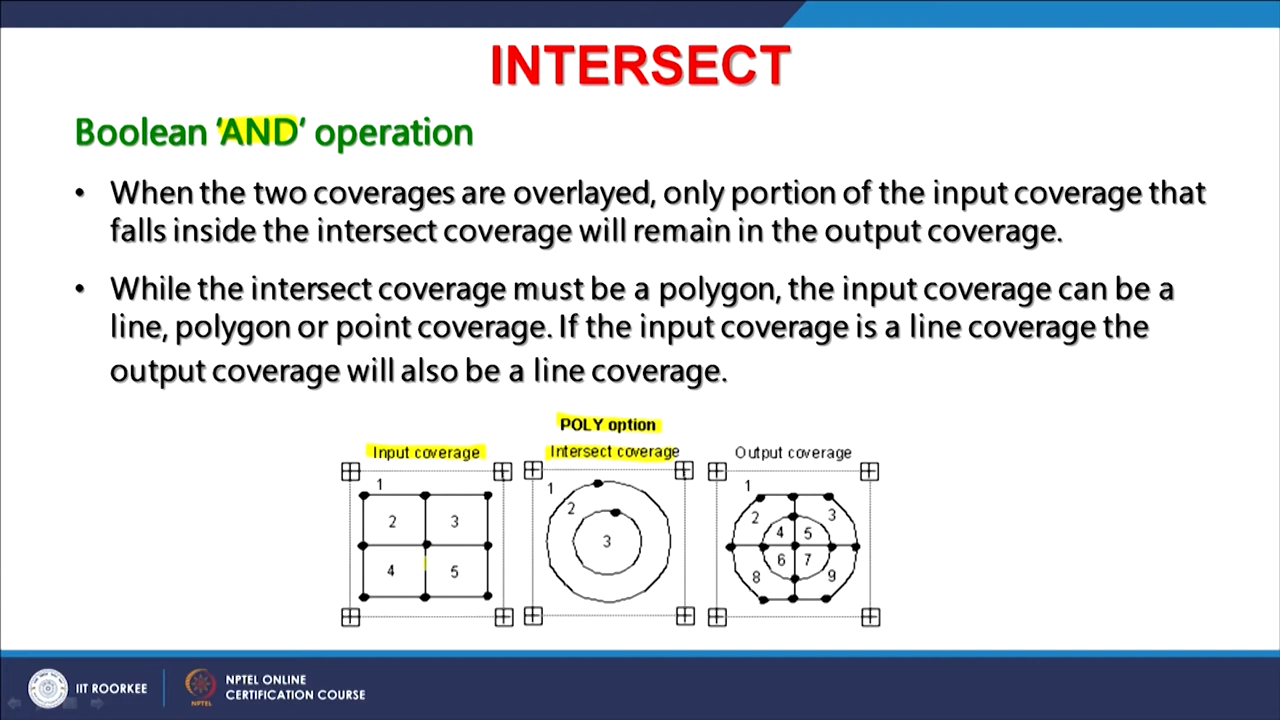 INTERSECT
Boolean ‘AND‘ operation
• When the two coverages are overlayed, only portion of the input coverage that
falls inside the intersect coverage will remain in the output coverage.
• While the intersect coverage must be a polygon, the input coverage can be a
line, polygon or point coverage. If the input coverage is a line coverage the
output coverage will also be a line coverage.
POLY option
Input coverage
Intersect coverage
Output coverage
1
2 3
4 5
1
2
3
1
2 3
4 5
6 7
8 9
IIT ROORKEE
NPTEL
NPTEL ONLINE
CERTIFICATION COURSE